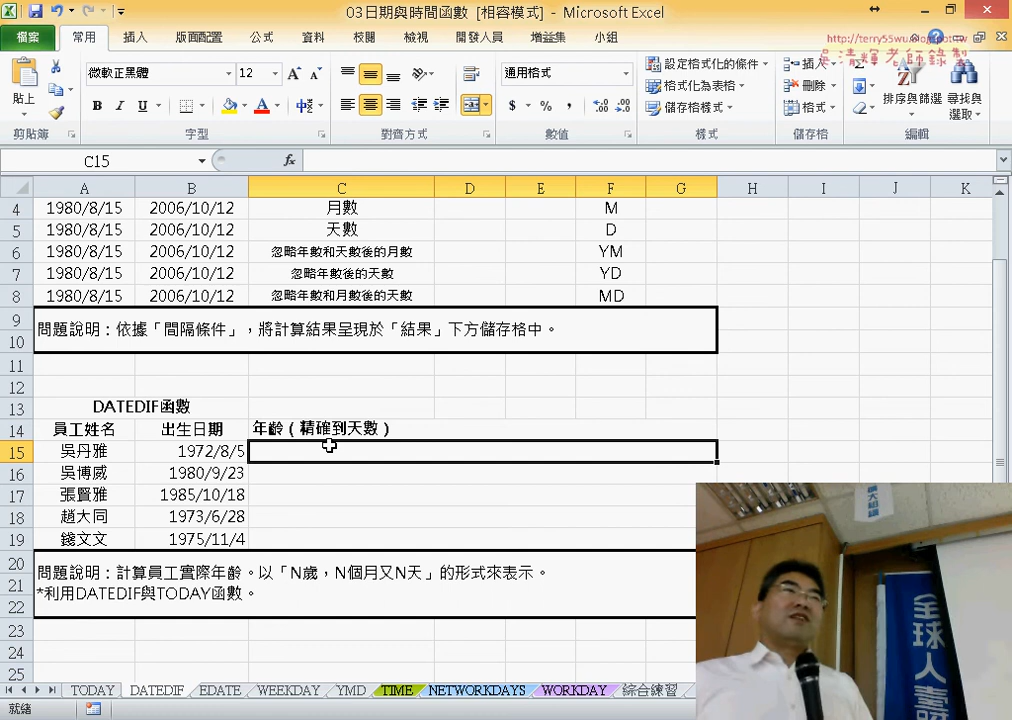 03日期與時間函數 [相容模式] - Microsoft Excel
http://terry55wu.blogspot.tw
吳清輝老師錄製
檔案 常用 插入 版面配置 公式 資料 校閱 檢視 開發人員 增益集 小組
貼上
剪貼簿
微軟正黑體 12
B I U
中
字型
對齊方式
通用格式
$ % ,
數值
設定格式化的條件
格式化為表格
儲存格樣式
樣式
插入
刪除
格式
儲存格
排序與篩選
尋找與選取
編輯
C15 fx
A B C D E F G H I J K
4 1980/8/15 2006/10/12 月數 M
5 1980/8/15 2006/10/12 天數 D
6 1980/8/15 2006/10/12 忽略年數和天數後的月數 YM
7 1980/8/15 2006/10/12 忽略年數後的天數 YD
8 1980/8/15 2006/10/12 忽略年數和月數後的天數 MD
9
問題說明：依據「間隔條件」，將計算結果呈現於「結果」下方儲存格中。
10
11
12
13 DATEDIF函數
14 員工姓名 出生日期 年齡（精確到天數）
15 吳丹雅 1972/8/5
16 吳博威 1980/9/23
17 張賢雅 1985/10/18
18 趙大同 1973/6/28
19 錢文文 1975/11/4
20 問題說明：計算員工實際年齡。以「N歲，N個月又N天」的形式來表示。
21 *利用DATEDIF與TODAY函數。
22
23
24
25
TODAY DATEDIF EDATE WEEKDAY YMD TIME NETWORKDAYS WORKDAY 綜合練習
就緒
全球人壽